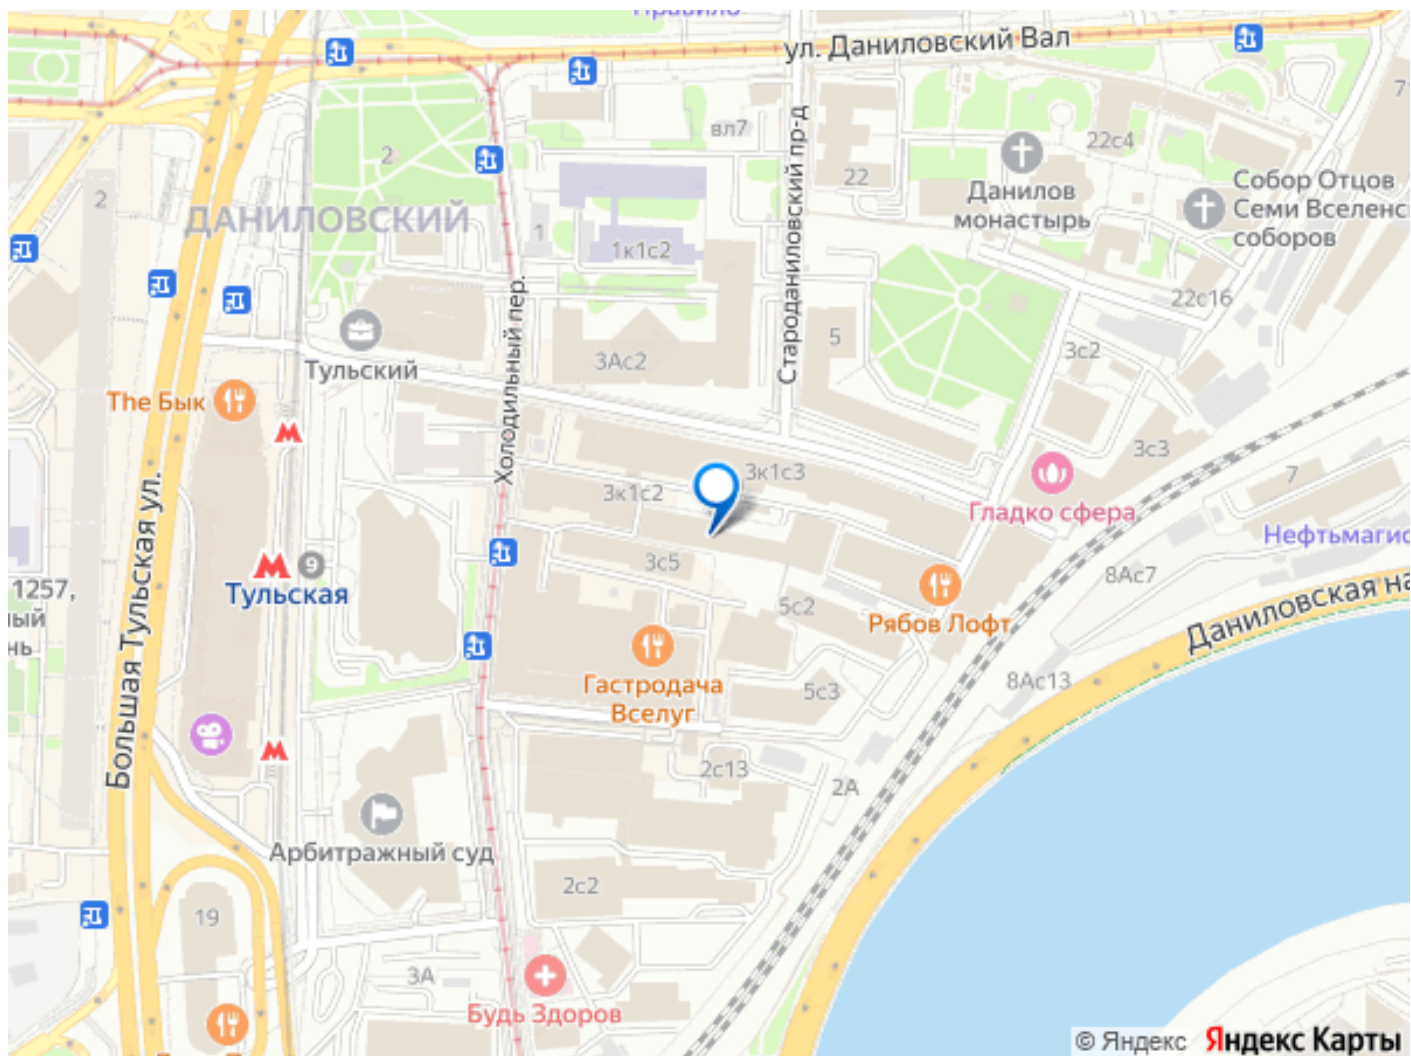 ул. Даниловский Вал
вл7
2
22с4
2
22
Данилов
монастырь
Собор Отцов
Семи Вселенс
соборов
ДАНИЛОВСКИЙ
1
1к1с2
Староданиловский пр-д
22с16
Холодильный пер.
5
3с2
3Ас2
Тульский
The Бык
3с3
3к1с3
3к1с2
7
Гладко сфера
Нефтьмагис
Большая Тульская ул.
3с5
9
Тульская
1257,
ый
нь
8Ас7
5с2
Рябов Лофт
Даниловская на
Гастродача
Вселуг
5с3
8Ас13
2с13
2А
Арбитражный суд
2с2
19
3А
Будь Здоров
© Яндекс Яндекс Карты